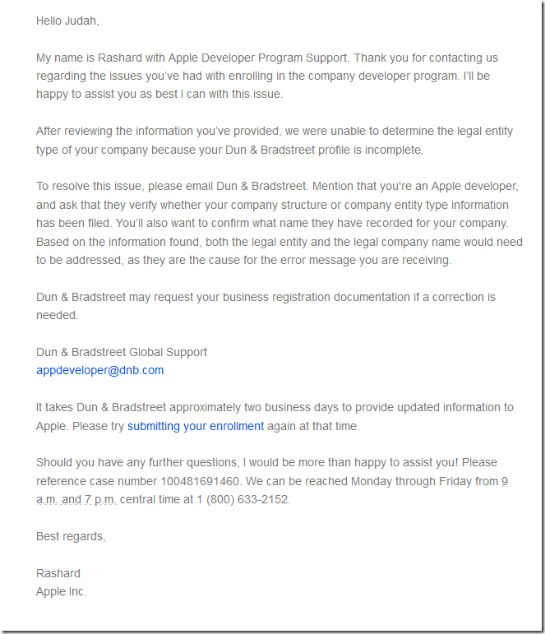 Hello Judah,
My name is Rashard with Apple Developer Program Support. Thank you for contacting us
regarding the issues you've had with enrolling in the company developer program. I'll be
happy to assist you as best I can with this issue.
After reviewing the information you've provided, we were unable to determine the legal entity
type of your company because your Dun & Bradstreet profile is incomplete.
To resolve this issue, please email Dun & Bradstreet. Mention that you're an Apple developer,
and ask that they verify whether your company structure or company entity type information
has been filed. You'll also want to confirm what name they have recorded for your company.
Based on the information found, both the legal entity and the legal company name would need
to be addressed, as they are the cause for the error message you are receiving.
Dun & Bradstreet may request your business registration documentation if a correction is
needed.
Dun & Bradstreet Global Support
appdeveloper@dnb.com
It takes Dun & Bradstreet approximately two business days to provide updated information to
Apple. Please try submitting your enrollment again at that time.
Should you have any further questions, I would be more than happy to assist you! Please
reference case number 100481691460. We can be reached Monday through Friday from 9
a.m. and 7 p.m. central time at 1 (800) 633-2152.
Best regards,
Rashard
Apple Inc.